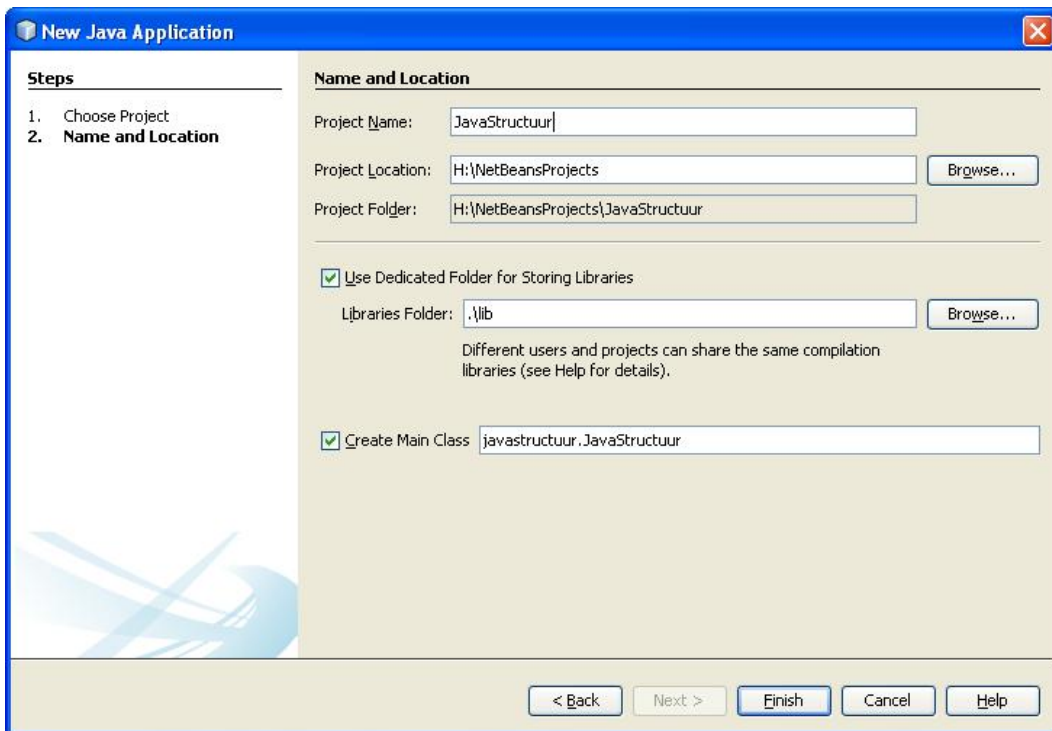 New Java Application
Steps
1. Choose Project
2. Name and Location
Name and Location
Project Name: JavaStructuur
Project Location: H:\NetBeansProjects Browse...
Project Folder: H:\NetBeansProjects\JavaStructuur
Use Dedicated Folder for Storing Libraries
Libraries Folder: .\lib Browse...
Different users and projects can share the same compilation
libraries (see Help for details).
Create Main Class javastructuur.JavaStructuur
< Back Next > Finish Cancel Help